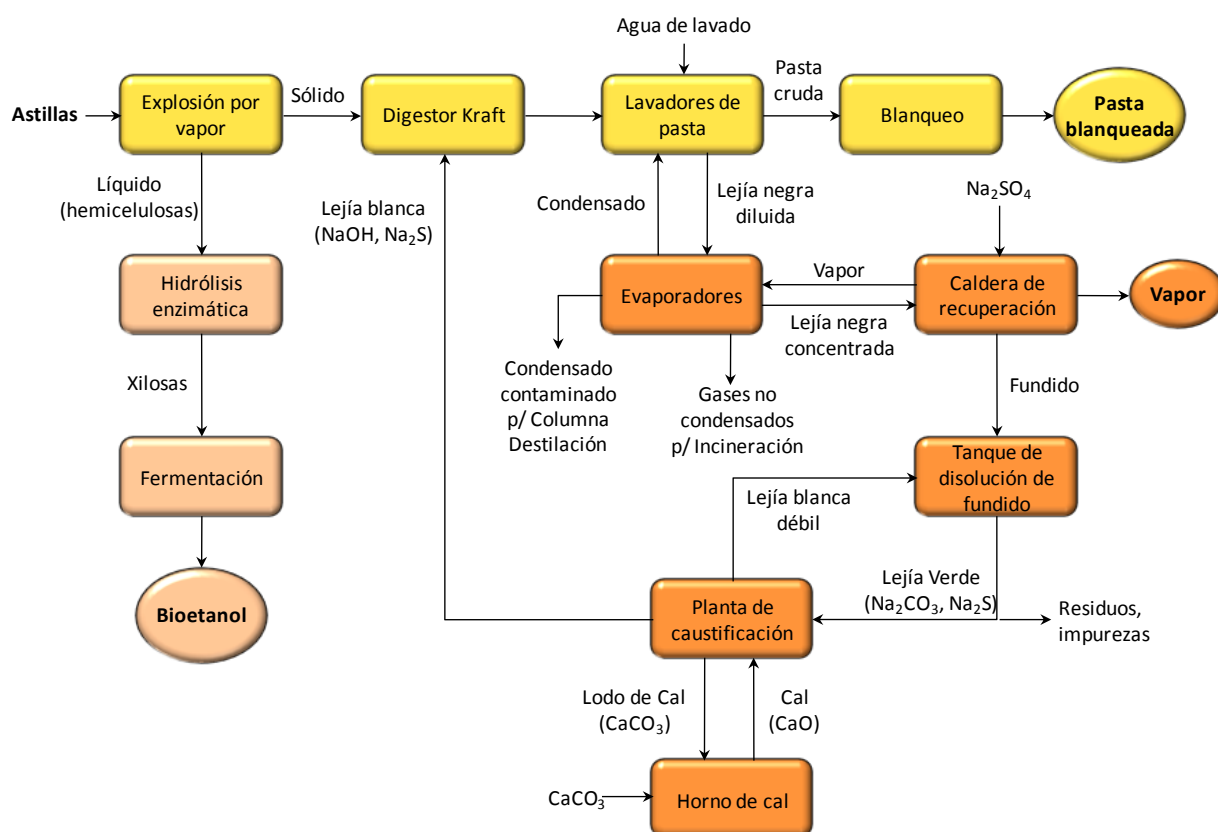 Agua de lavado
Astillas
Explosión por
vapor
Sólido
Digestor Kraft
Lavadores de
pasta
Pasta
cruda
Blanqueo
Pasta
blanqueada
Líquido
(hemicelulosas)
Lejía blanca
(NaOH, Na₂S)
Condensado
Lejía negra
diluida
Na₂SO₄
Hidrólisis
enzimática
Evaporadores
Vapor
Lejía negra
concentrada
Caldera de
recuperación
Vapor
Xilosas
Condensado
contaminado
p/ Columna
Destilación
Gases no
condensados
p/ Incineración
Fundido
Fermentación
Lejía blanca
débil
Tanque de
disolución de
fundido
Bioetanol
Planta de
caustificación
Lejía Verde
(Na₂CO₃, Na₂S)
Residuos,
impurezas
Lodo de Cal
(CaCO₃)
Cal
(CaO)
CaCO₃
Horno de cal